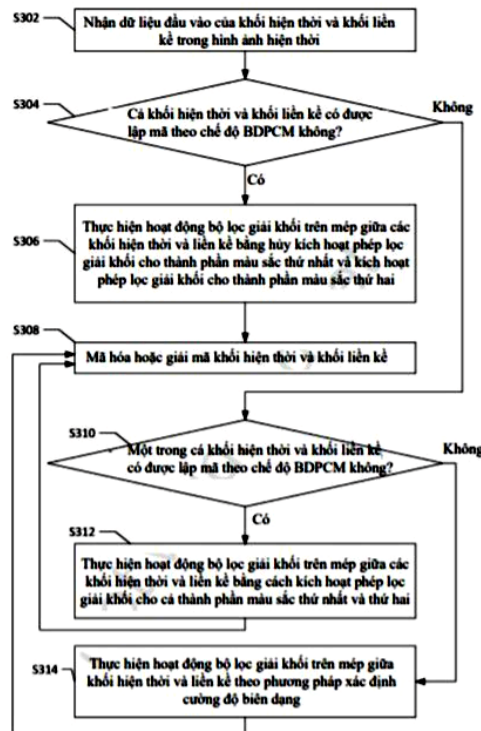 S302
Nhận dữ liệu đầu vào của khối hiện thời và khối liền
kề trong hình ảnh hiện thời
S304
Cả khối hiện thời và khối liền kề có được
lập mã theo chế độ BDPCM không?
Không
Có
S306
Thực hiện hoạt động bộ lọc giải khối trên mép giữa các
khối hiện thời và liền kề bằng hủy kích hoạt phép lọc
giải khối cho thành phần màu sắc thứ nhất và kích hoạt
phép lọc giải khối cho thành phần màu sắc thứ hai
S308
Mã hóa hoặc giải mã khối hiện thời và khối liền kề
S310
Một trong cá khối hiện thời và khối liền kề
có được lập mã theo chế độ BDPCM không?
Không
Có
S312
Thực hiện hoạt động bộ lọc giải khối trên mép giữa các
khối hiện thời và liền kề bằng cách kích hoạt phép lọc
giải khối cho cả thành phần màu sắc thứ nhất và thứ hai
S314
Thực hiện hoạt động bộ lọc giải khối trên mép giữa
khối hiện thời và liền kề theo phương pháp xác định
cường độ biên dạng